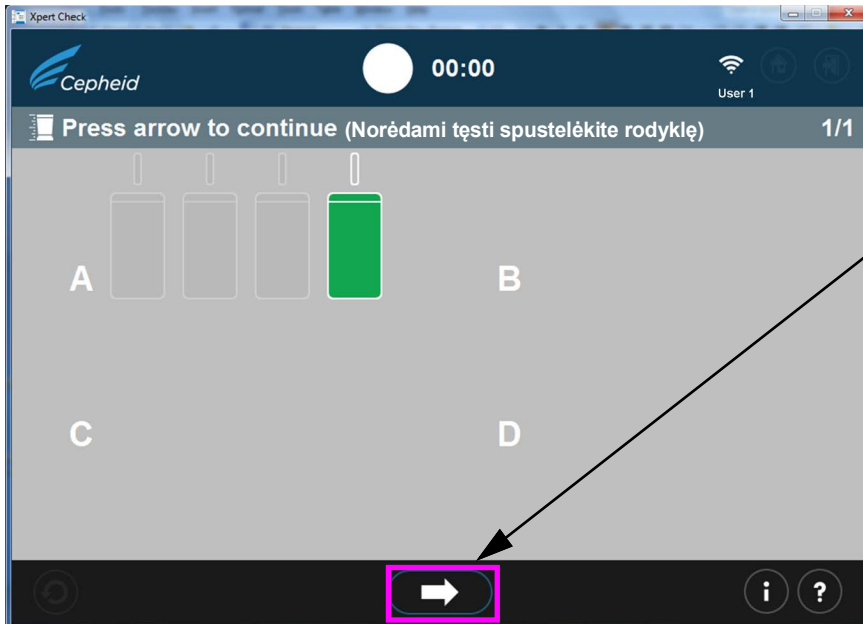 Xpert Check
Cepheid
00:00
User 1
Press arrow to continue (Norėdami tęsti spustelėkite rodyklę) 1/1
A
B
C
D
i
?